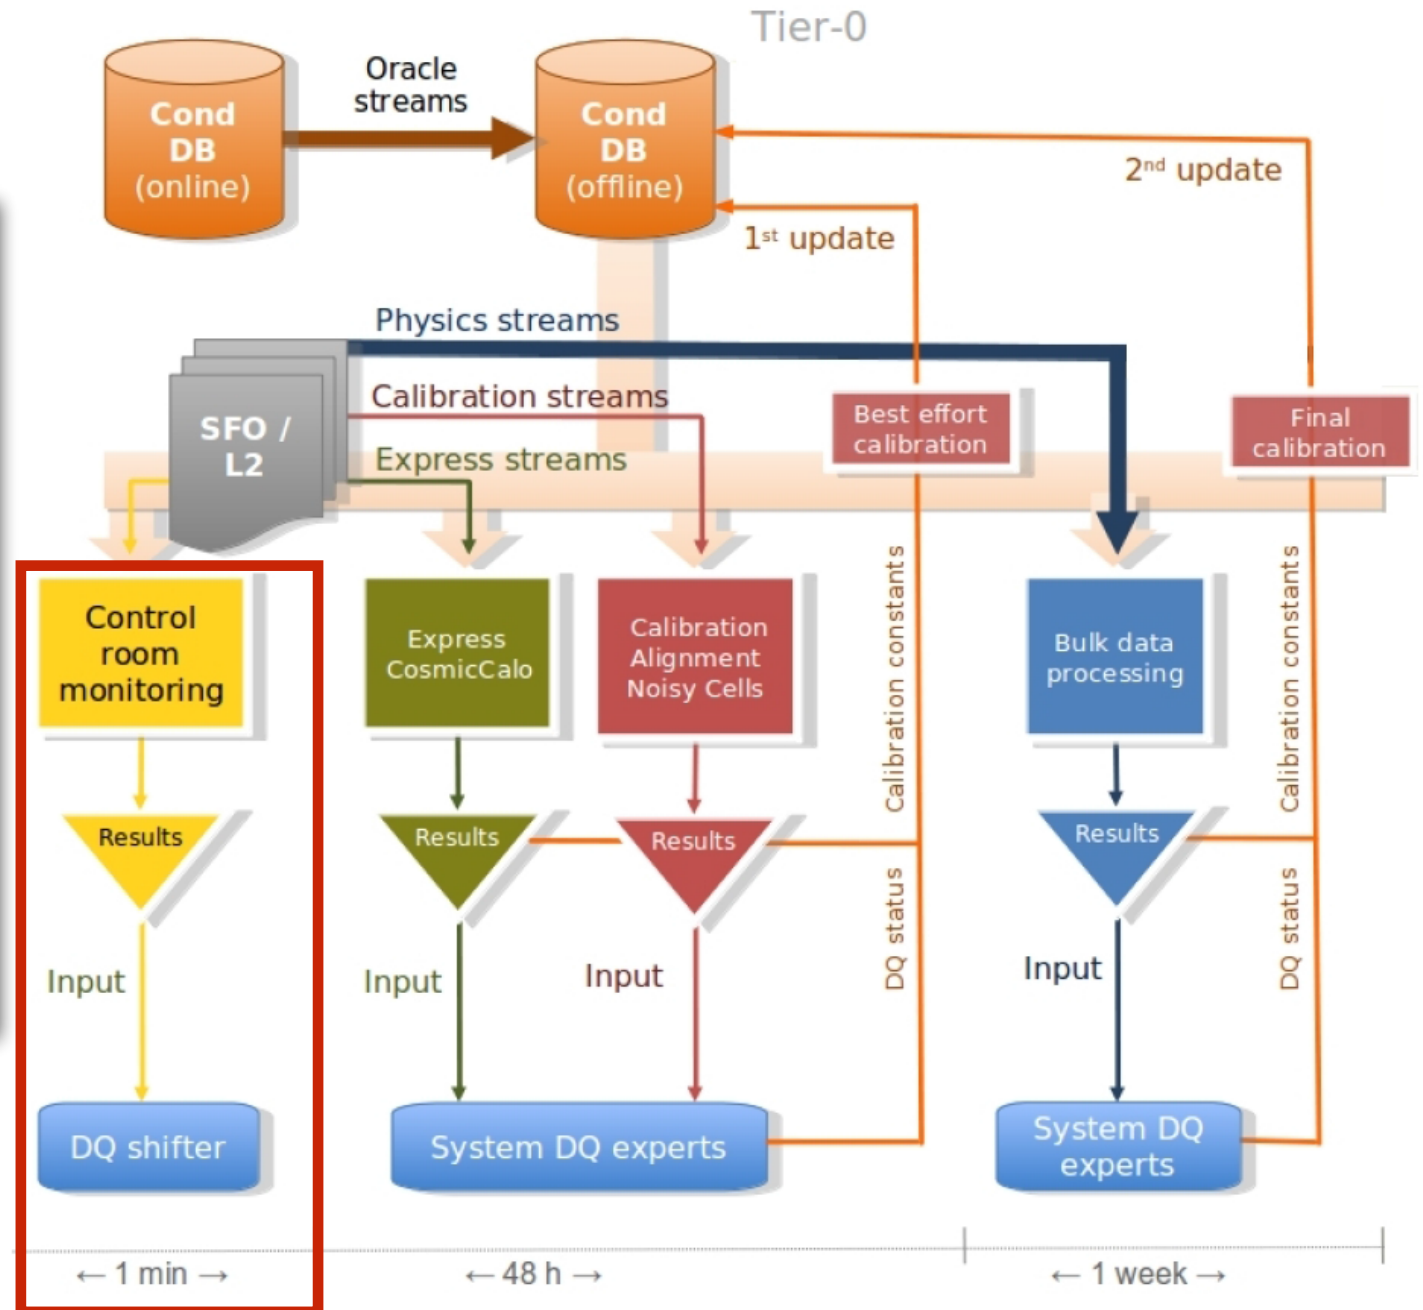 Tier-0
Oracle
streams
Cond
DB
(online)
Cond
DB
(offline)
2nd update
1st update
Physics streams
Calibration streams
Express streams
SFO /
L2
Best effort
calibration
Final
calibration
Control
room
monitoring
Express
CosmicCalo
Calibration
Alignment
Noisy Cells
Calibration constants
Bulk data
processing
Calibration constants
Results
Results
Results
Results
DQ status
DQ status
Input
Input
Input
Input
DQ shifter
System DQ experts
System DQ
experts
← 1 min →
← 48 h →
← 1 week →